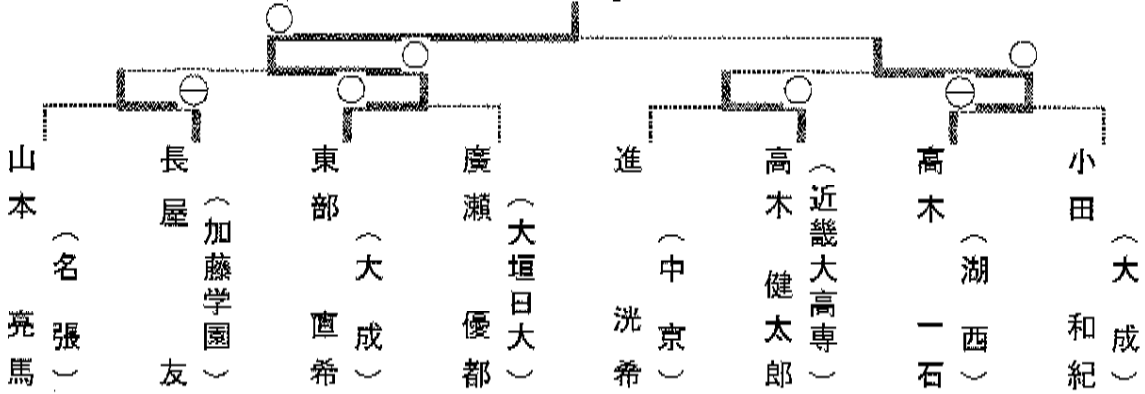 山本 亮馬
（名張）
長屋 友
（加藤学園）
東部 直希
（大成）
廣瀬 優都
（大垣日大）
進 洸希
（中京）
高木 健太郎
（近畿大高専）
高木 一石
（湖西）
小田 和紀
（大成）